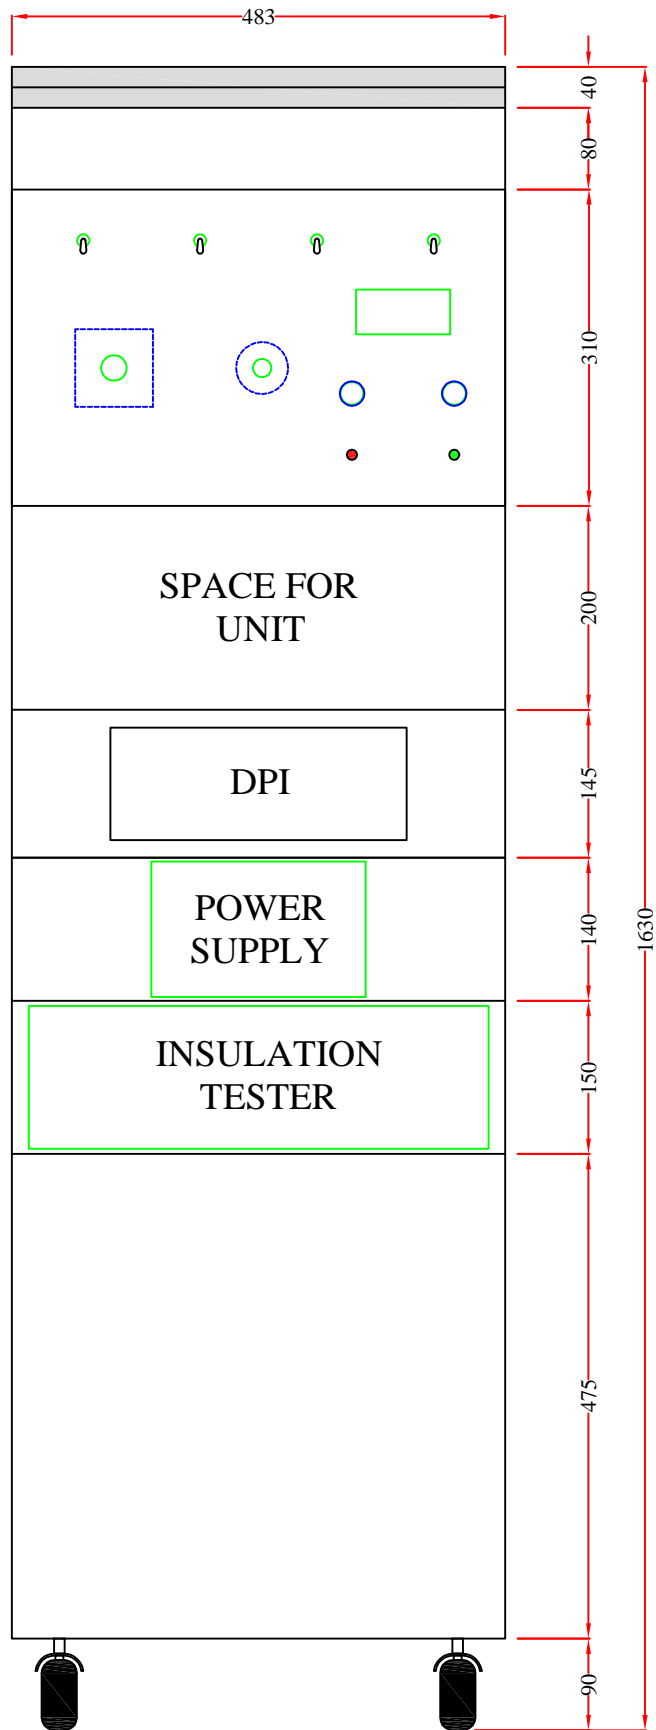 483
40
80
310
SPACE FOR
UNIT
200
DPI
145
POWER
SUPPLY
140
1630
INSULATION
TESTER
150
475
90